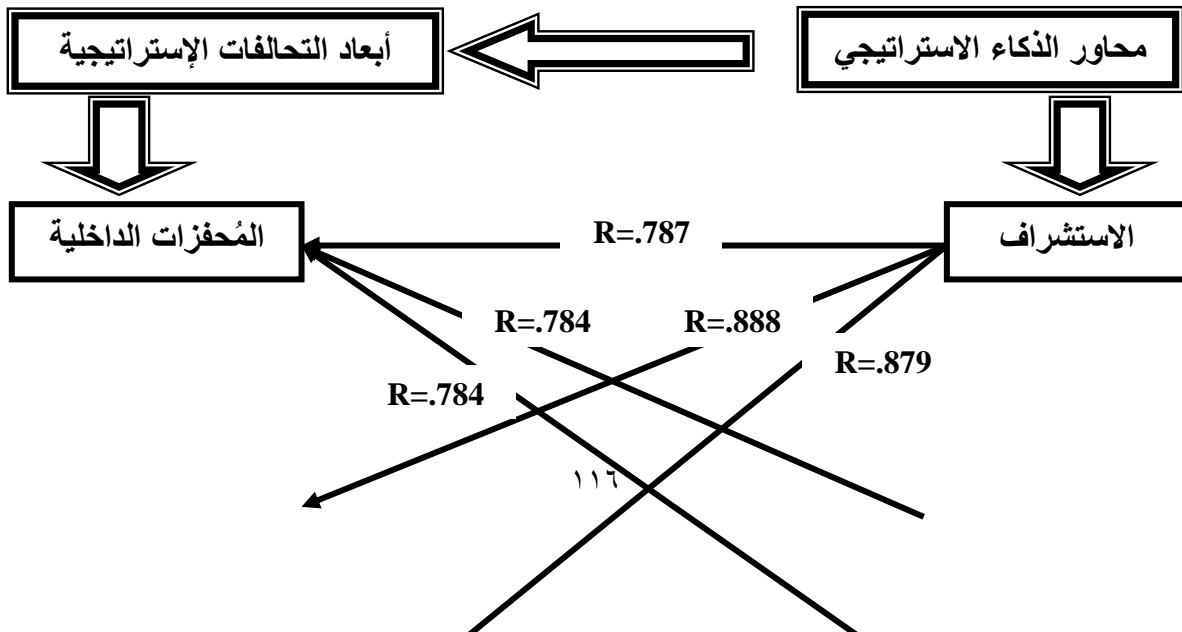 محاور الذكاء الاستراتيجي
أبعاد التحالفات الإستراتيجية
الاستشراف
R=.787
المُحفزات الداخلية
R=.888
R=.784
R=.879
R=.784
١١٦